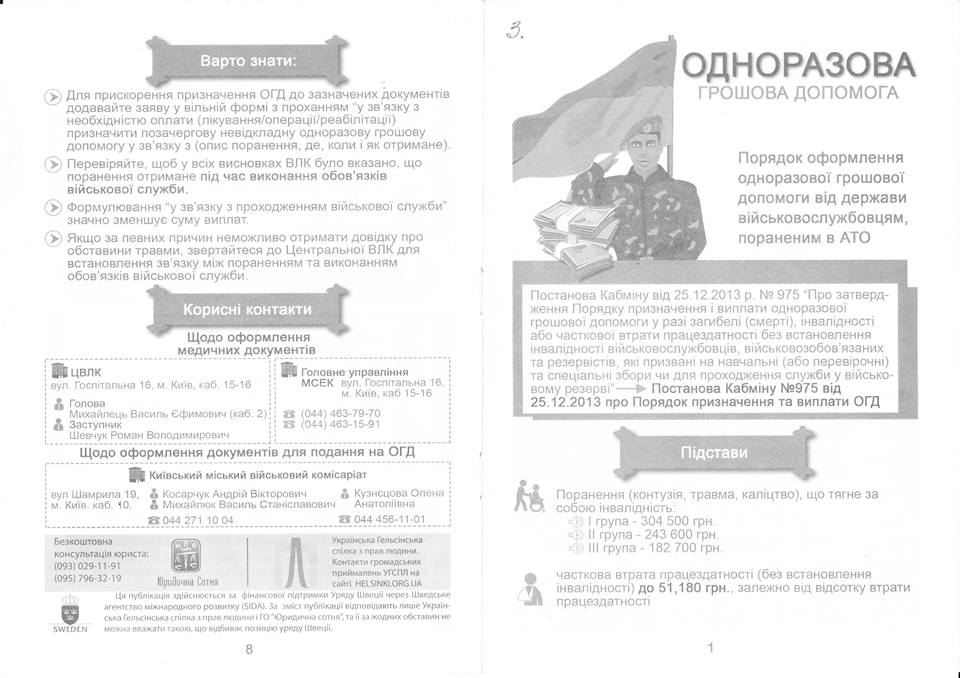 Варто знати:
Для прискорення призначення ОГД до зазначених документів
додавайте заяву у вільній формі з проханням “у зв’язку з
необхідністю оплати (лікування/операції/реабілітації)
призначити позачергову невідкладну одноразову грошову
допомогу у зв’язку з (опис поранення, де, коли і як отримане).
Перевіряйте, щоб у всіх висновках ВЛК було вказано, що
поранення отримане під час виконання обов’язків
військової служби.
Формулювання “у зв’язку з проходженням військової служби”
значно зменшує суму виплат.
Якщо за певних причин неможливо отримати довідку про
обставини травми, звертайтеся до Центральної ВЛК для
встановлення зв’язку між пораненням та виконанням
обов’язків військової служби.
Корисні контакти
Щодо оформлення
медичних документів
ЦВЛК
вул. Госпітальна 16, м. Київ, каб. 15-16
Голова
Михайлець Василь Єфимович (каб. 2)
Заступник
Шевчук Роман Володимирович
Головне управління
МСЕК вул. Госпітальна 16,
м. Київ, каб 15-16
(044) 463-79-70
(044) 463-15-91
Щодо оформлення документів для подання на ОГД
Київський міський військовий комісаріат
вул Шамрила 19,
м. Київ. каб. 10.
Косарчук Андрій Вікторович
Михайлюк Василь Станіславович
044 271 10 04
Кузнєцова Олена
Анатоліївна
044 456-11-01
Безкоштовна
консультація юриста:
(093) 029-11-91
(095) 796-32-19
Юридична Сотня
Українська Гельсінська
спілка з прав людини.
Контакти громадських
приймалень УГСПЛ на
сайті HELSINKI.ORG.UA
SWEDEN
Ця публікація здійснюється за фінансової підтримки Уряду Швеції через Шведське
агентство міжнародного розвитку (SIDA). За зміст публікації відповідають лише Україн-
ська Гельсінська спілка з прав людини і ГО “Юридична сотня”, та її за жодних обставин не
можна вважати такою, що відбиває позицію уряду Швеції.
8
3.
ОДНОРАЗОВА
ГРОШОВА ДОПОМОГА
Порядок оформлення
одноразової грошової
допомоги від держави
військовослужбовцям,
пораненим в АТО
Постанова Кабміну від 25.12.2013 р. № 975 “Про затверд-
ження Порядку призначення і виплати одноразової
грошової допомоги у разі загибелі (смерті), інвалідності
або часткової втрати працездатності без встановлення
інвалідності військовослужбовців, військовозобов’язаних
та резервістів, які призвані на навчальні (або перевірочні)
та спеціальні збори чи для проходження служби у військо-
вому резерві” Постанова Кабміну №975 від
25.12.2013 про Порядок призначення та виплати ОГД
Підстави
Поранення (контузія, травма, каліцтво), що тягне за
собою інвалідність:
І група - 304 500 грн.
ІІ група - 243 600 грн.
ІІІ група - 182 700 грн.
часткова втрата працездатності (без встановлення
інвалідності) до 51,180 грн., залежно від відсотку втрати
працездатності
1